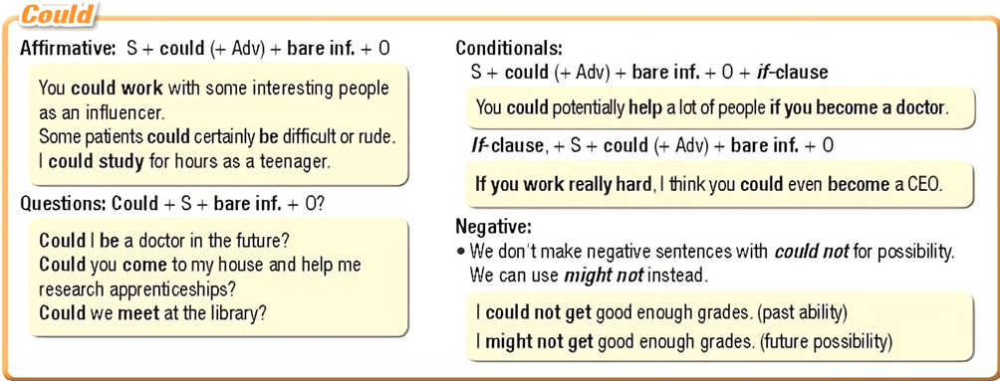 Could
Affirmative: S + could (+ Adv) + bare inf. + O
You could work with some interesting people
as an influencer.
Some patients could certainly be difficult or rude.
I could study for hours as a teenager.
Questions: Could + S + bare inf. + O?
Could I be a doctor in the future?
Could you come to my house and help me
research apprenticeships?
Could we meet at the library?
Conditionals:
S + could (+ Adv) + bare inf. + O + if-clause
You could potentially help a lot of people if you become a doctor.
If-clause, + S + could (+ Adv) + bare inf. + O
If you work really hard, I think you could even become a CEO.
Negative:
• We don't make negative sentences with could not for possibility.
We can use might not instead.
I could not get good enough grades. (past ability)
I might not get good enough grades. (future possibility)